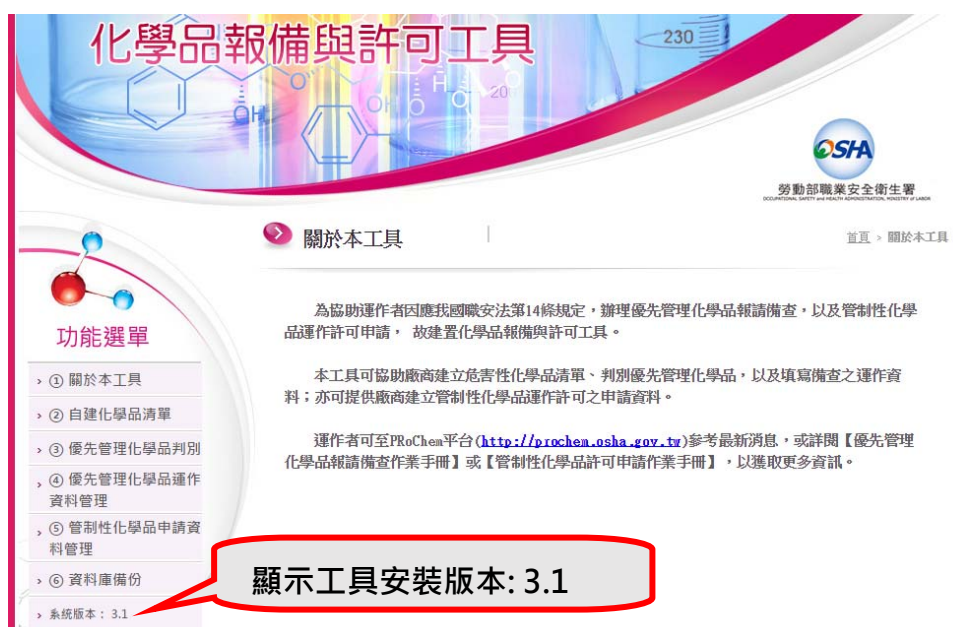 化學品報備與許可工具
230
OH
O
OH
H
O
H
O
200
OSHA
勞動部職業安全衛生署
OCCUPATIONAL SAFETY and HEALTH ADMINISTRATION, MINISTRY of LABOR
關於本工具
首頁 > 關於本工具
為協助運作者因應我國職安法第14條規定，辦理優先管理化學品報請備查，以及管制性化學
品運作許可申請， 故建置化學品報備與許可工具。
本工具可協助廠商建立危害性化學品清單、判別優先管理化學品，以及填寫備查之運作資
料；亦可提供廠商建立管制性化學品運作許可之申請資料。
運作者可至PRoChem平台(http://prochem.osha.gov.tw)參考最新消息，或詳閱【優先管理
化學品報請備查作業手冊】或【管制性化學品許可申請作業手冊】，以獲取更多資訊。
功能選單
› ① 關於本工具
› ② 自建化學品清單
› ③ 優先管理化學品判別
› ④ 優先管理化學品運作
資料管理
› ⑤ 管制性化學品申請資
料管理
› ⑥ 資料庫備份
› 系統版本： 3.1
顯示工具安裝版本: 3.1